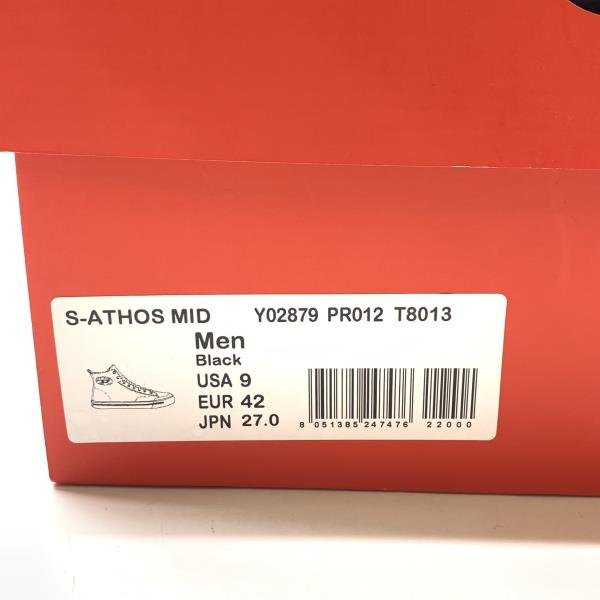 S-ATHOS MID Y02879 PR012 T8013
Men
Black
USA 9
EUR 42
JPN 27.0
8 051385 247476 22000